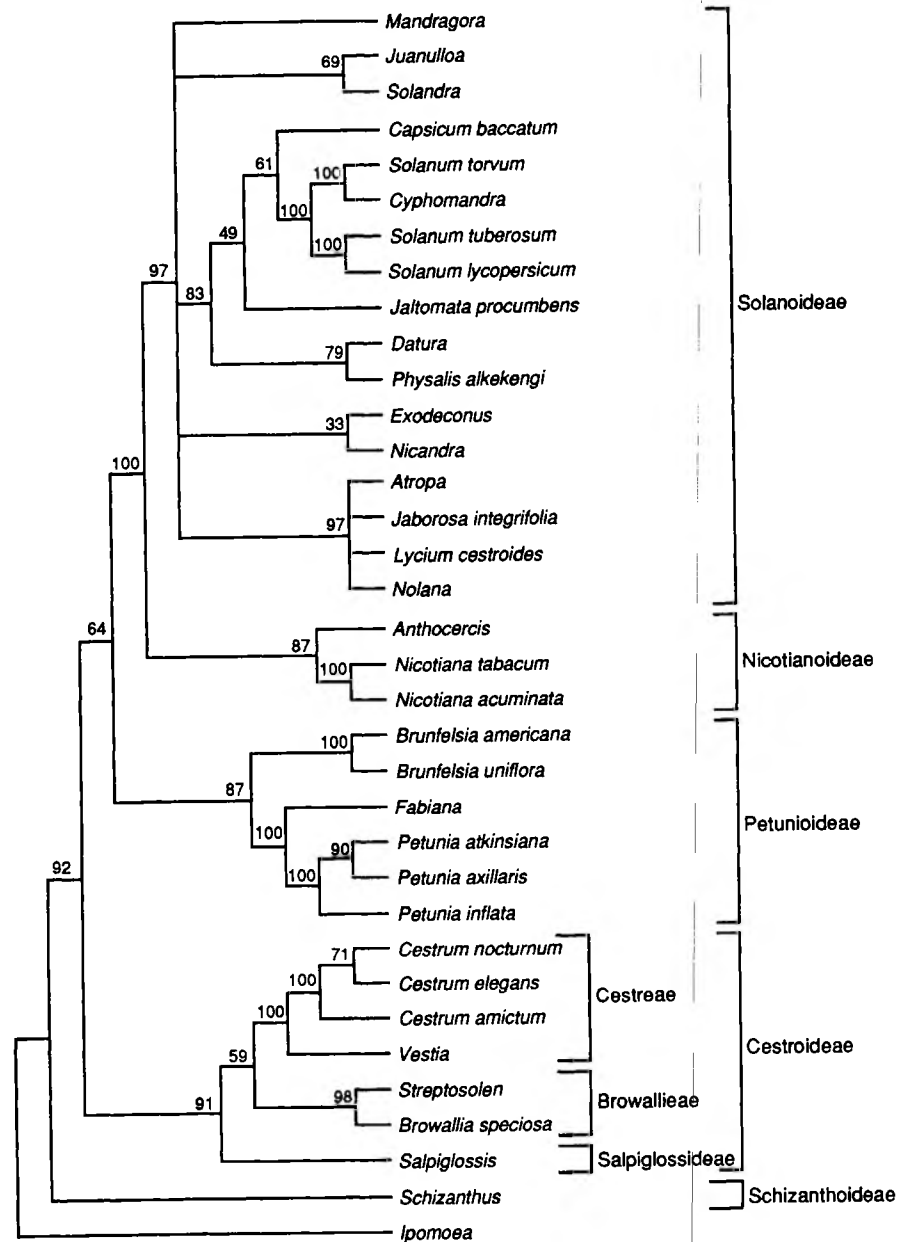 Mandragora
69
Juanulloa
Solandra
Capsicum baccatum
61
100
Solanum torvum
Cyphomandra
100
49
100
Solanum tuberosum
Solanum lycopersicum
97
83
Jaltomata procumbens
Solanoideae
79
Datura
Physalis alkekengi
33
Exodeconus
Nicandra
100
Atropa
97
Jaborosa integrifolia
Lycium cestroides
Nolana
64
87
Anthocercis
100
Nicotiana tabacum
Nicotiana acuminata
Nicotianoideae
100
Brunfelsia americana
Brunfelsia uniflora
87
Fabiana
100
90
Petunia atkinsiana
Petunioideae
92
100
Petunia axillaris
Petunia inflata
71
Cestrum nocturnum
100
Cestrum elegans
Cestreae
100
Cestrum amictum
59
Vestia
Cestroideae
98
Streptosolen
91
Browallia speciosa
Browallieae
Salpiglossis
Salpiglossideae
Schizanthus
Schizanthoideae
Ipomoea